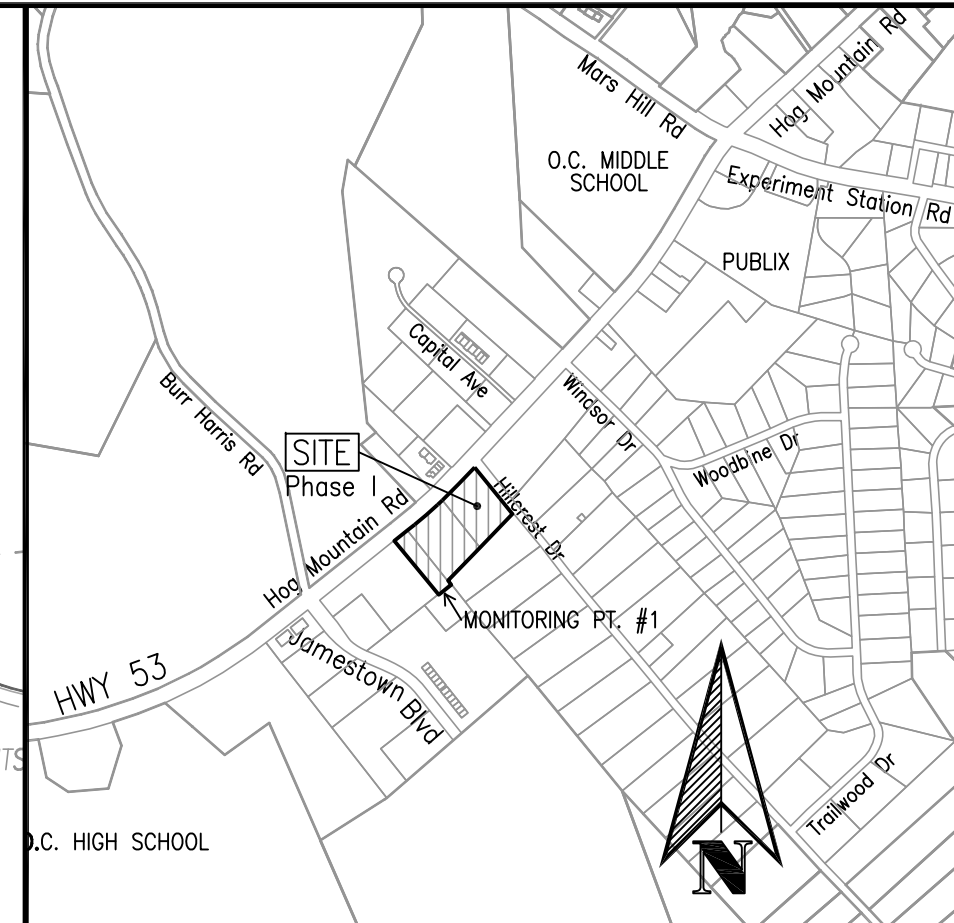 Mars Hill Rd
Hog Mountain Rd
O.C. MIDDLE
SCHOOL
Experiment Station Rd
PUBLIX
Capital Ave
Burr Harris Rd
Windsor Dr
Woodbine Dr
SITE
Phase I
Hillcrest Dr
Hog Mountain Rd
MONITORING PT. #1
Jamestown Blvd
HWY 53
TS
Trailwood Dr
O.C. HIGH SCHOOL
N